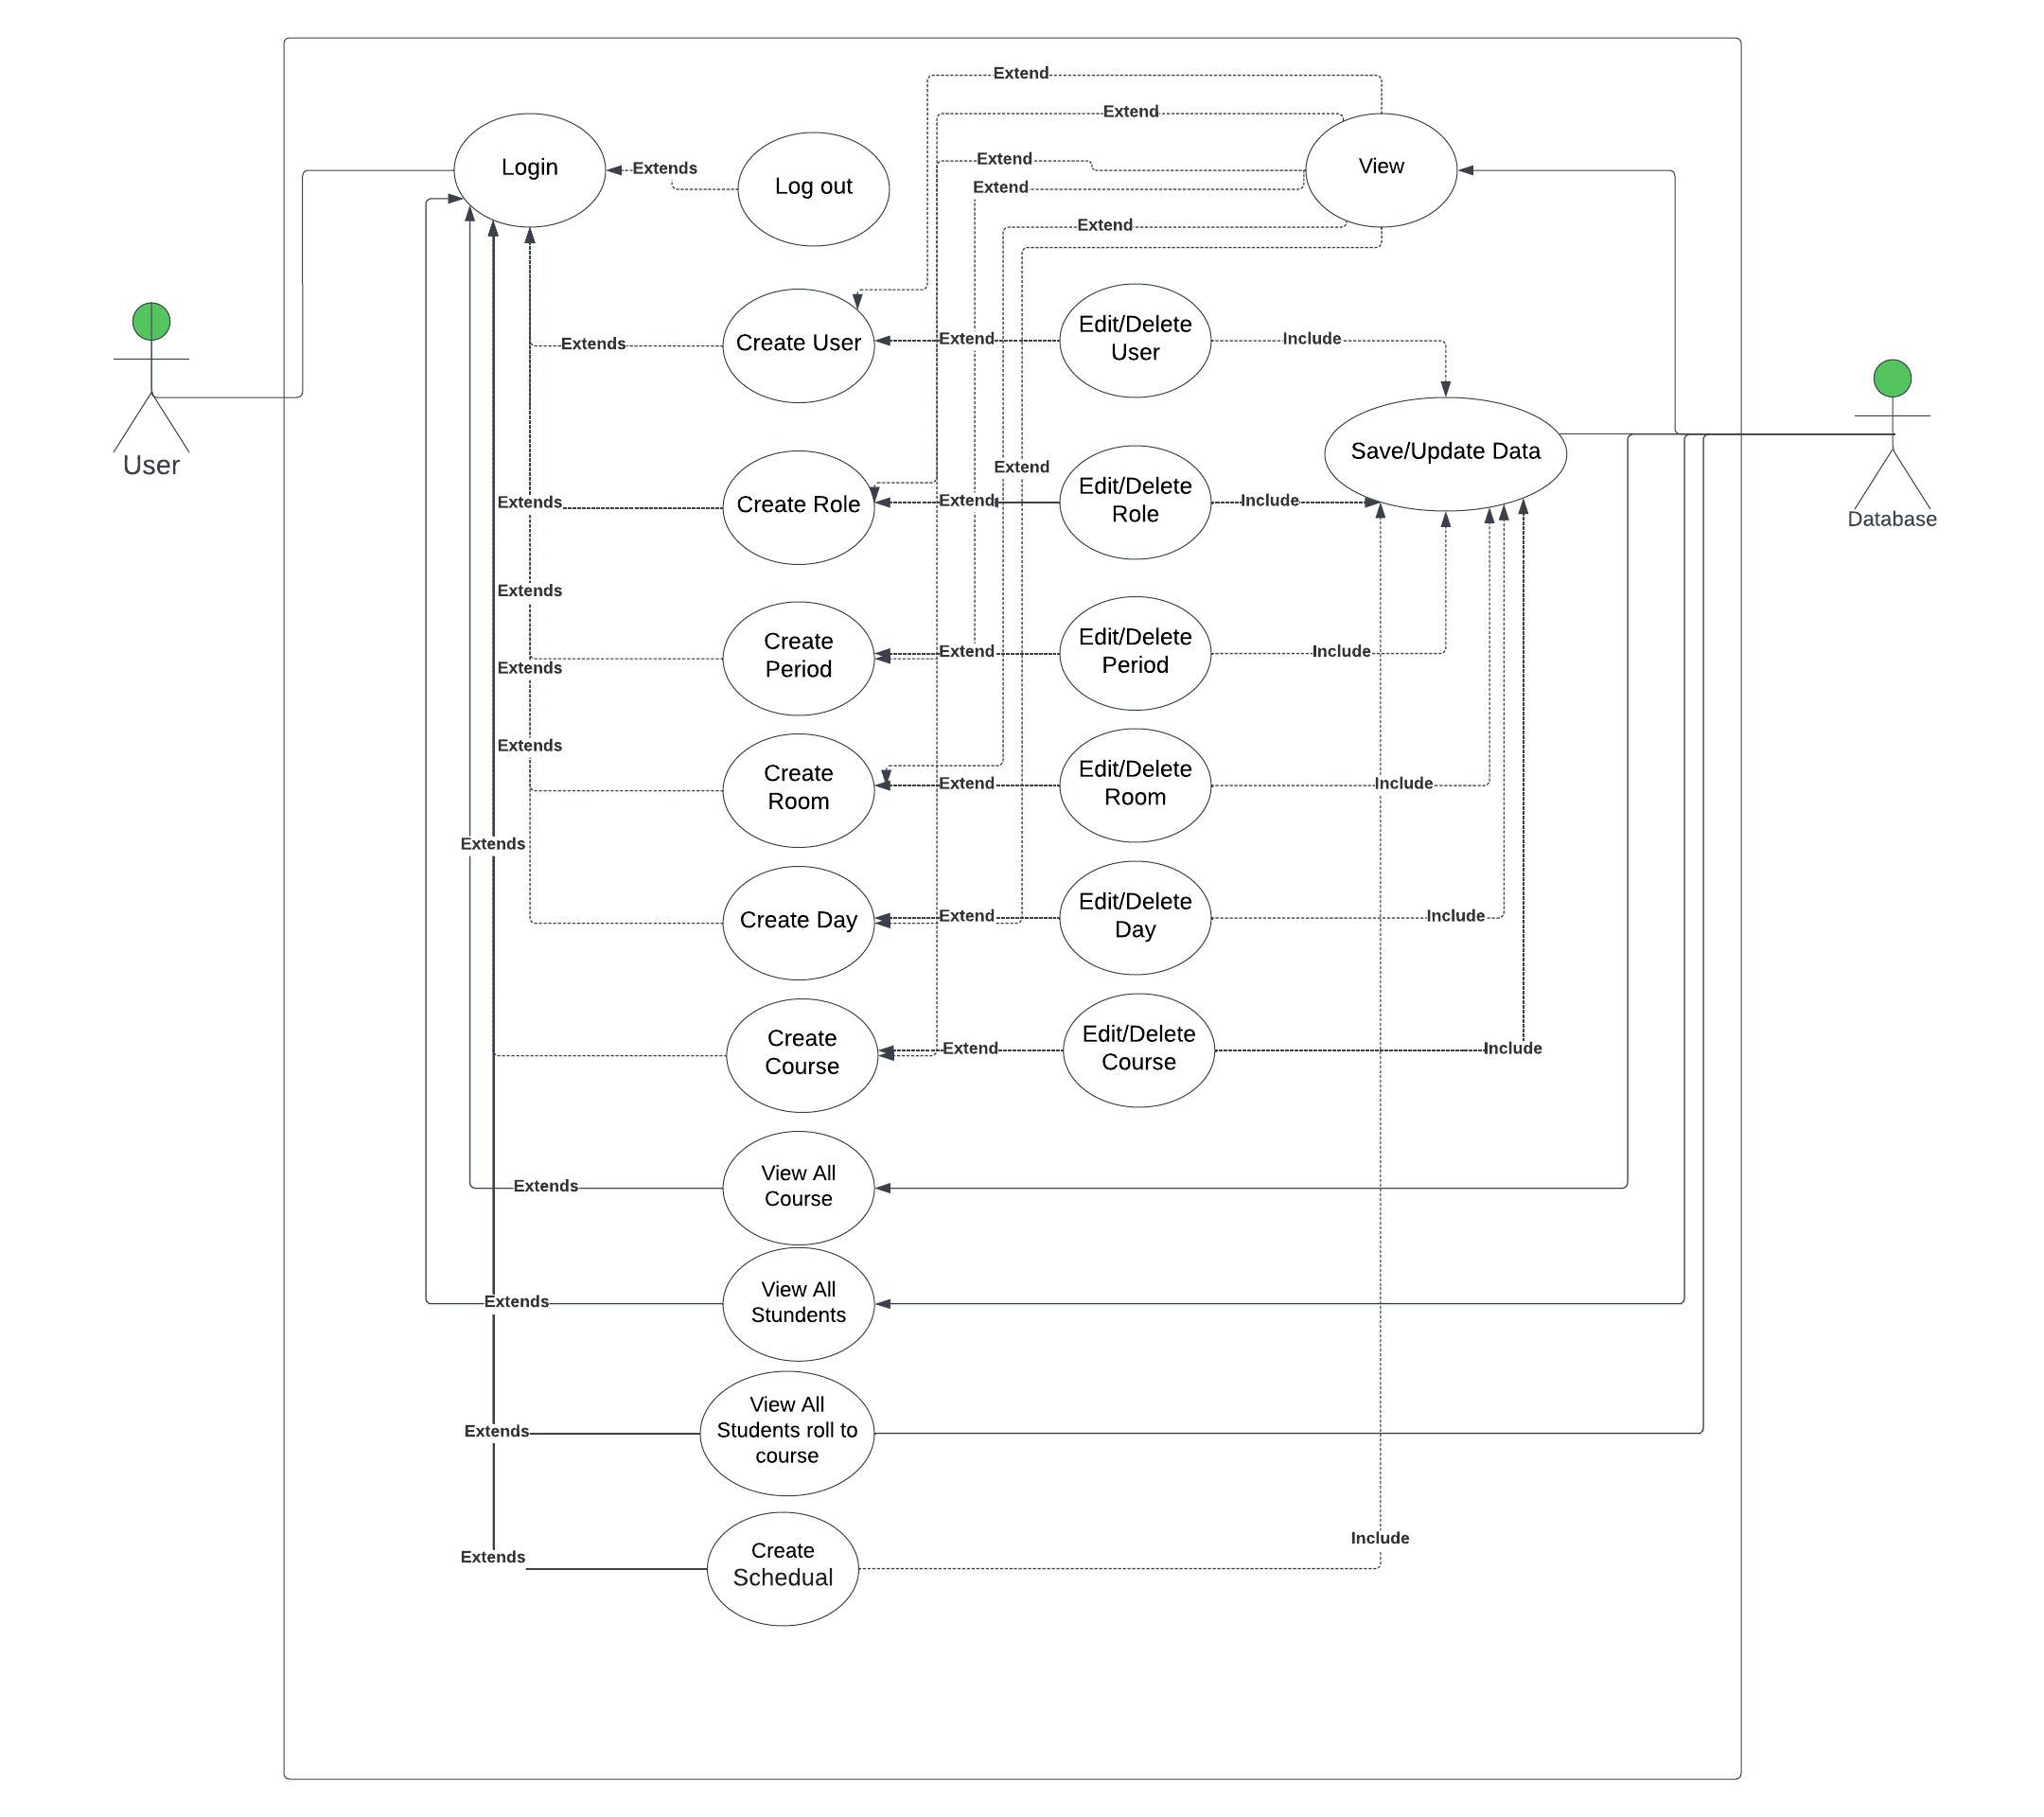 Extend
Extend
Extend
Login
Extends
Log out
View
Extend
Extend
Create User
Extends
Extend
Edit/Delete
User
Include
User
Save/Update Data
Database
Extend
Create Role
Extends
Extend
Edit/Delete
Role
Include
Extends
Create
Period
Extend
Edit/Delete
Period
Include
Extends
Extends
Create
Room
Extend
Edit/Delete
Room
Include
Extends
Create Day
Extend
Edit/Delete
Day
Include
Create
Course
Extend
Edit/Delete
Course
Include
Extends
View All
Course
Extends
View All
Stundents
Extends
View All
Students roll to
course
Extends
Create
Schedual
Include